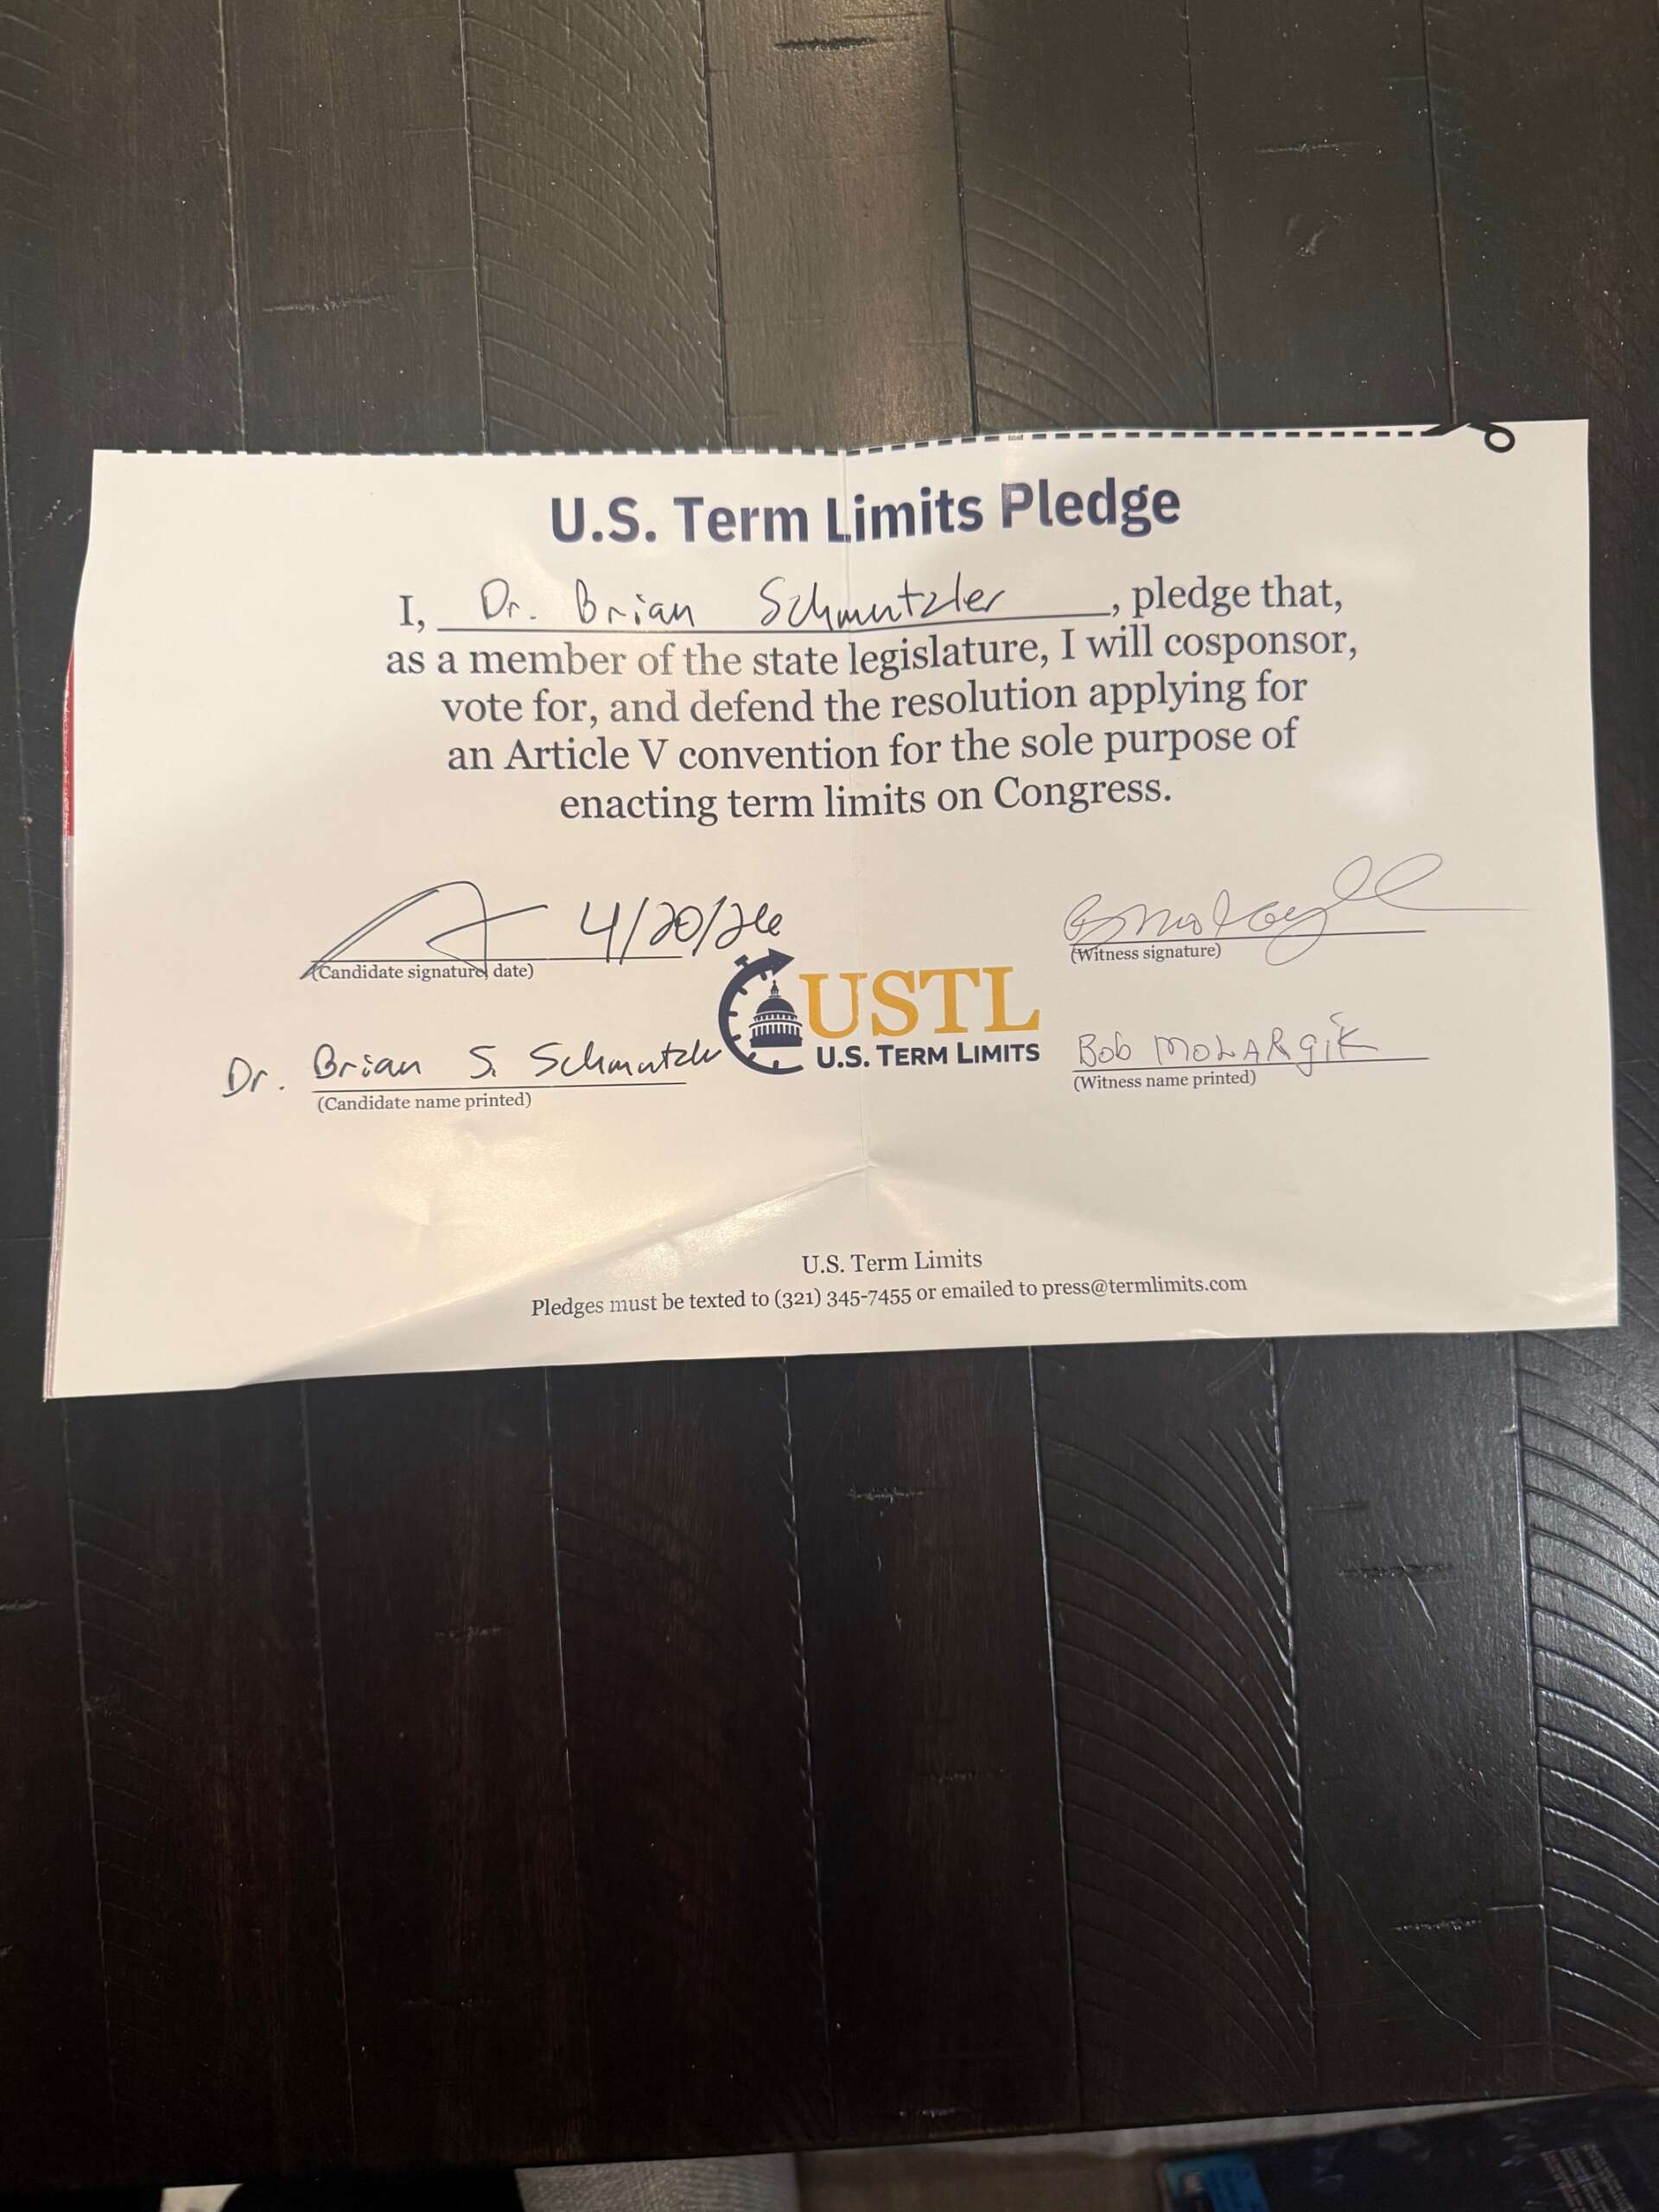 U.S. Term Limits Pledge
I, Dr. Brian Schmutzler, pledge that,
as a member of the state legislature, I will cosponsor,
vote for, and defend the resolution applying for
an Article V convention for the sole purpose of
enacting term limits on Congress.
4/20/26
(Candidate signature, date)
(Witness signature)
USTL
U.S. TERM LIMITS
Dr. Brian S. Schmutzler
(Candidate name printed)
Bob MOLARgiK
(Witness name printed)
U.S. Term Limits
Pledges must be texted to (321) 345-7455 or emailed to press@termlimits.com